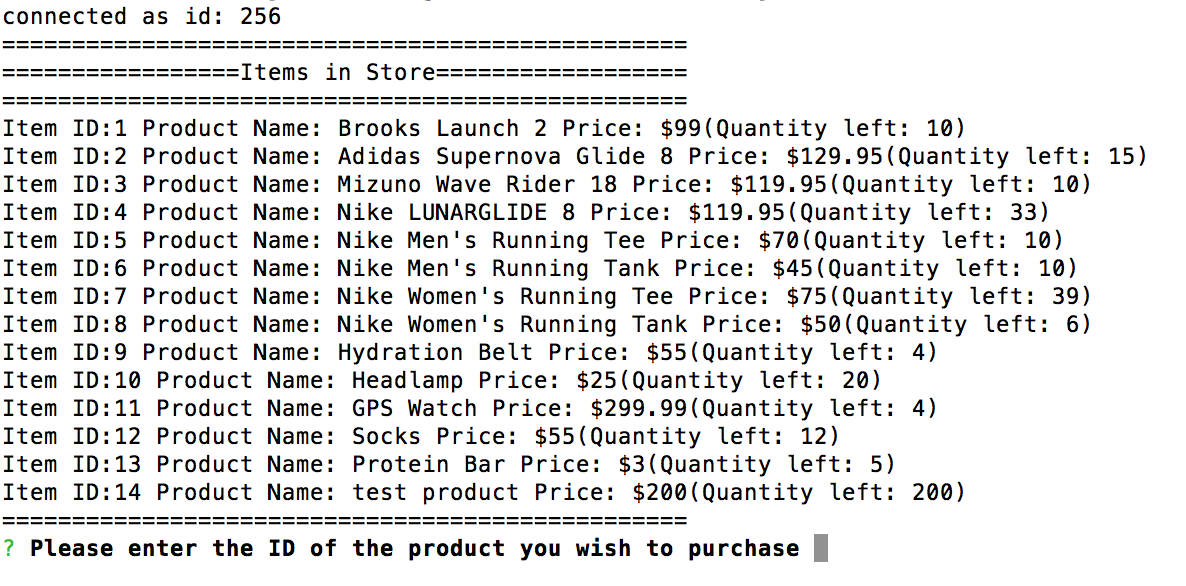 connected as id: 256
=================================================
=================Items in Store==================
=================================================
Item ID:1 Product Name: Brooks Launch 2 Price: $99(Quantity left: 10)
Item ID:2 Product Name: Adidas Supernova Glide 8 Price: $129.95(Quantity left: 15)
Item ID:3 Product Name: Mizuno Wave Rider 18 Price: $119.95(Quantity left: 10)
Item ID:4 Product Name: Nike LUNARGLIDE 8 Price: $119.95(Quantity left: 33)
Item ID:5 Product Name: Nike Men's Running Tee Price: $70(Quantity left: 10)
Item ID:6 Product Name: Nike Men's Running Tank Price: $45(Quantity left: 10)
Item ID:7 Product Name: Nike Women's Running Tee Price: $75(Quantity left: 39)
Item ID:8 Product Name: Nike Women's Running Tank Price: $50(Quantity left: 6)
Item ID:9 Product Name: Hydration Belt Price: $55(Quantity left: 4)
Item ID:10 Product Name: Headlamp Price: $25(Quantity left: 20)
Item ID:11 Product Name: GPS Watch Price: $299.99(Quantity left: 4)
Item ID:12 Product Name: Socks Price: $55(Quantity left: 12)
Item ID:13 Product Name: Protein Bar Price: $3(Quantity left: 5)
Item ID:14 Product Name: test product Price: $200(Quantity left: 200)
=================================================
? Please enter the ID of the product you wish to purchase